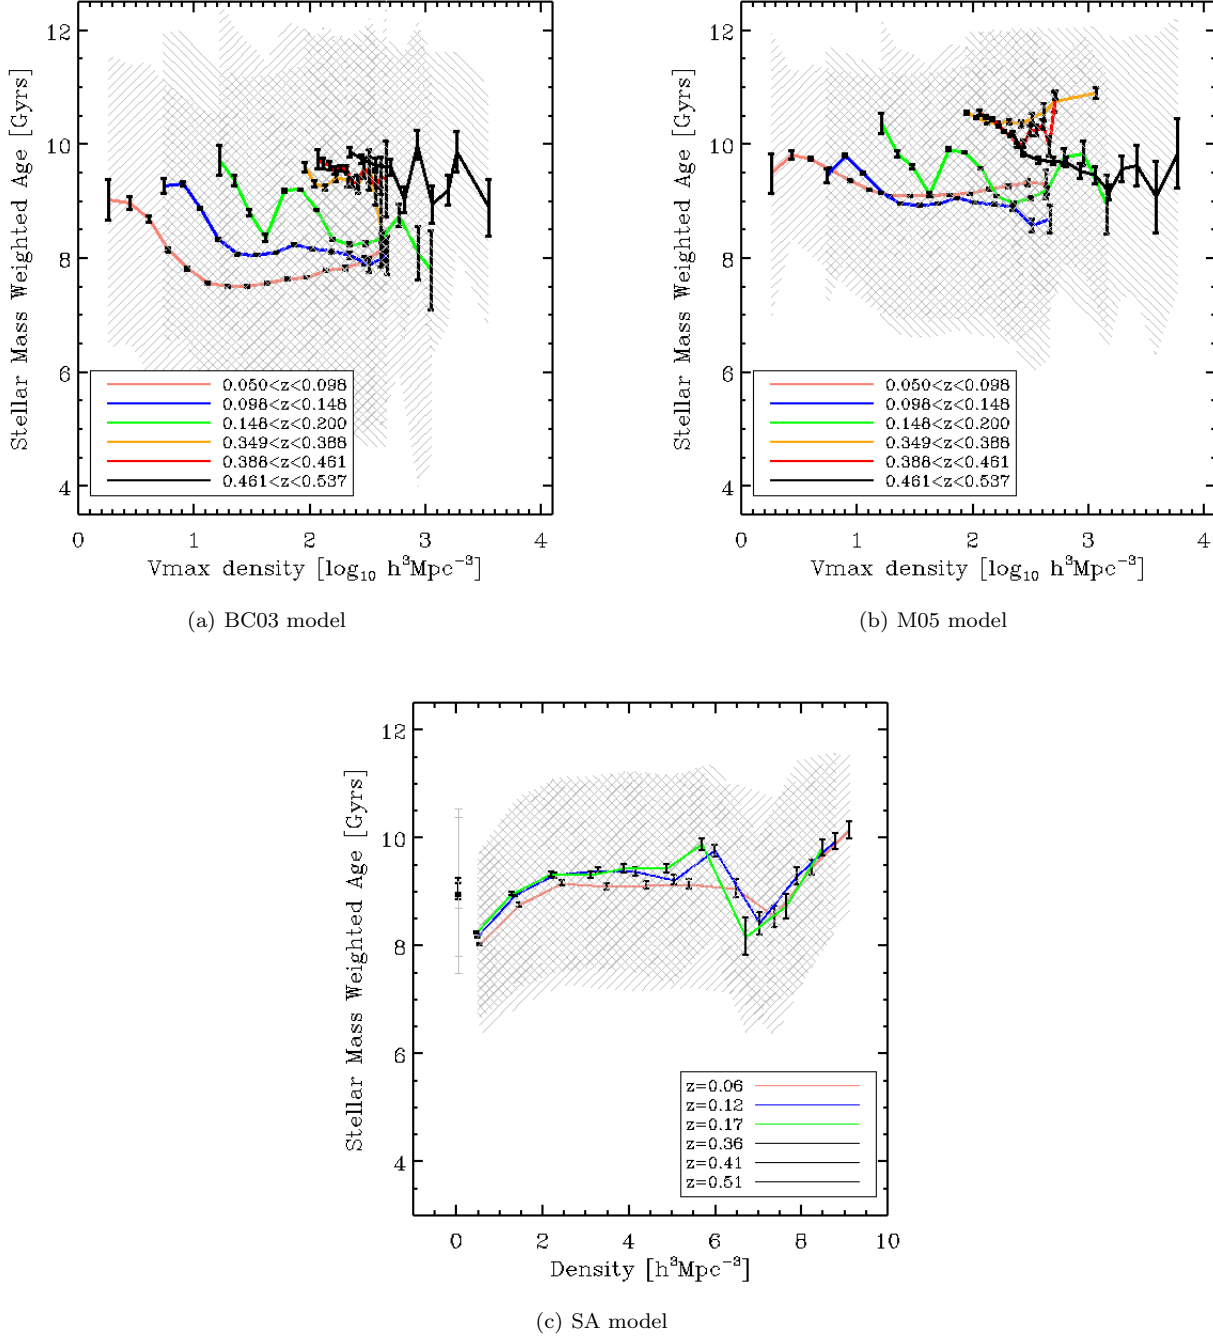 12
10
8
6
4
Stellar Mass Weighted Age [Gyrs]
0.050<z<0.098
0.098<z<0.148
0.148<z<0.200
0.349<z<0.388
0.388<z<0.461
0.461<z<0.537
0 1 2 3 4
Vmax density [log₁₀ h³Mpc⁻³]
(a) BC03 model
12
10
8
6
4
Stellar Mass Weighted Age [Gyrs]
0.050<z<0.098
0.098<z<0.148
0.148<z<0.200
0.349<z<0.388
0.388<z<0.461
0.461<z<0.537
0 1 2 3 4
Vmax density [log₁₀ h³Mpc⁻³]
(b) M05 model
12
10
8
6
4
Stellar Mass Weighted Age [Gyrs]
z=0.06
z=0.12
z=0.17
z=0.36
z=0.41
z=0.51
0 2 4 6 8 10
Density [h³Mpc⁻³]
(c) SA model